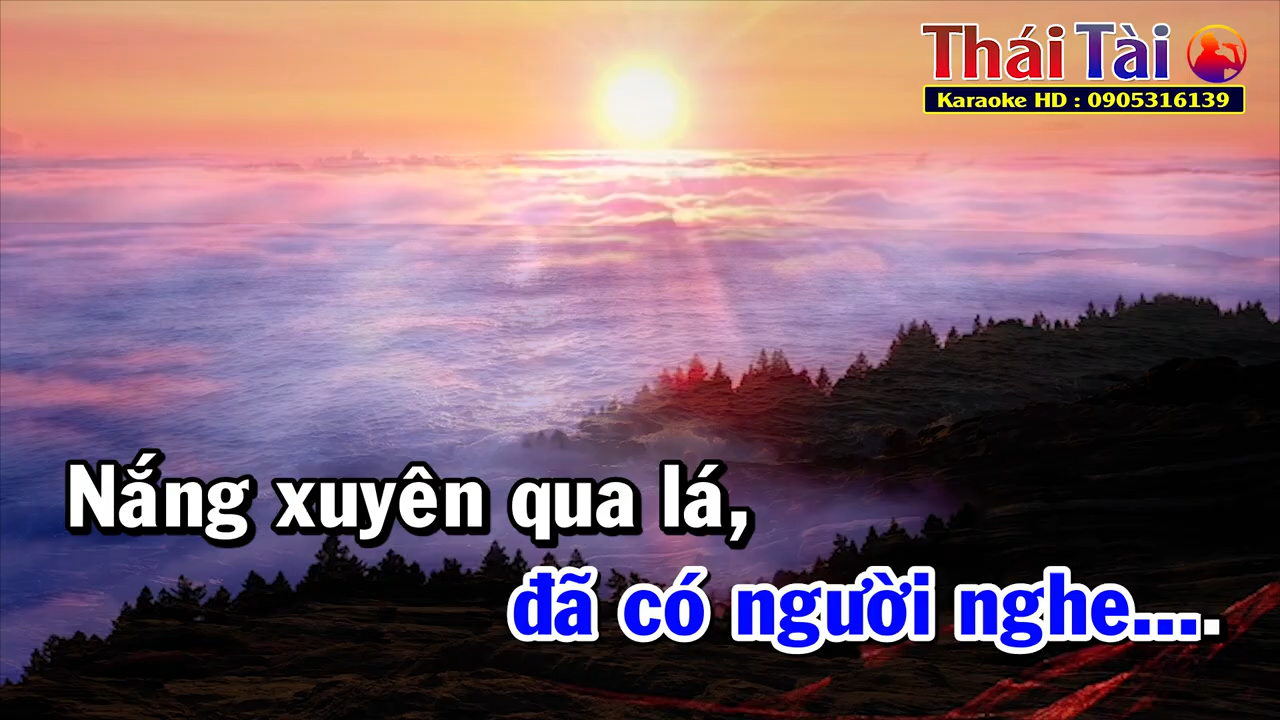 Thái Tài
Karaoke HD : 0905316139
Nắng xuyên qua lá,
đã có người nghe....